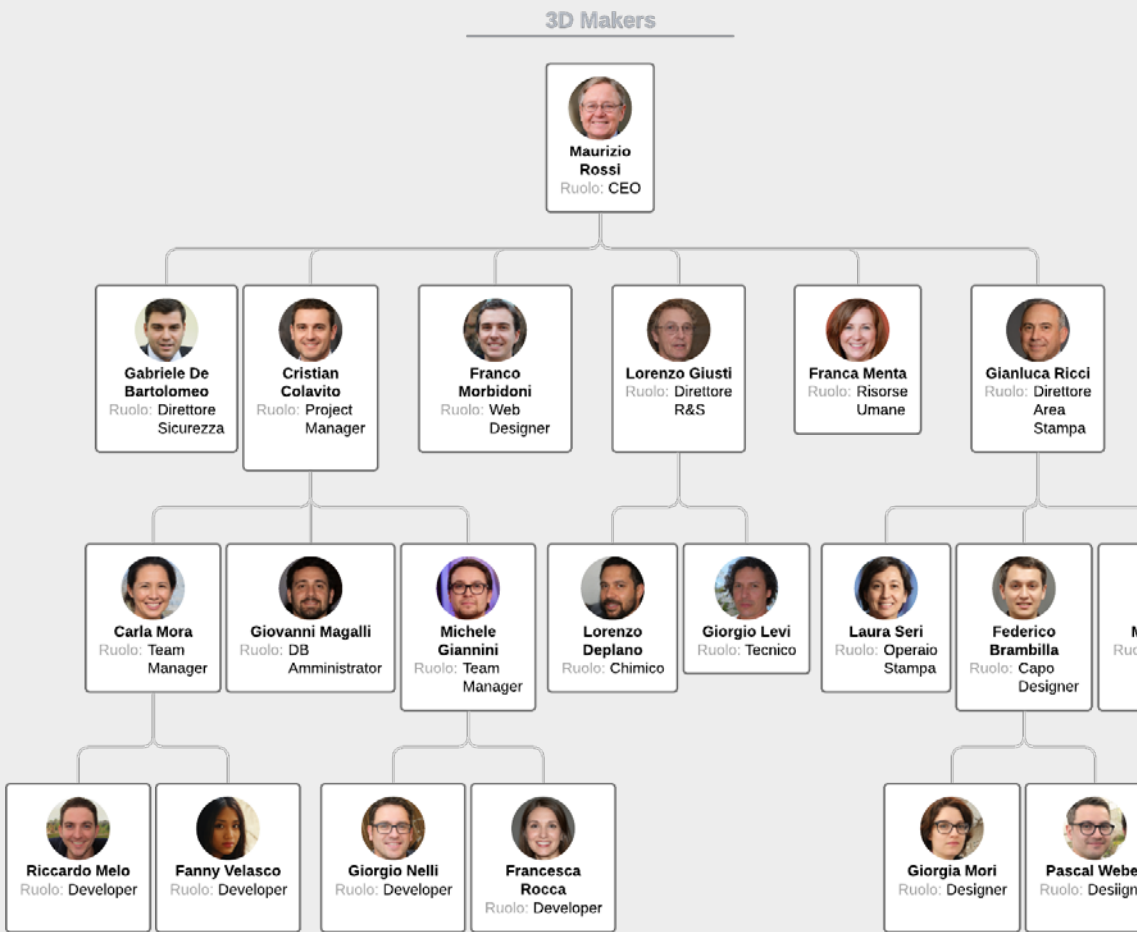 3D Makers
Maurizio
Rossi
Ruolo: CEO
Gabriele De
Bartolomeo
Ruolo: Direttore
Sicurezza
Cristian
Colavito
Ruolo: Project
Manager
Franco
Morbidoni
Ruolo: Web
Designer
Lorenzo Giusti
Ruolo: Direttore
R&S
Franca Menta
Ruolo: Risorse
Umane
Gianluca Ricci
Ruolo: Direttore
Area
Stampa
Carla Mora
Ruolo: Team
Manager
Giovanni Magalli
Ruolo: DB
Amministrator
Michele
Giannini
Ruolo: Team
Manager
Lorenzo
Deplano
Ruolo: Chimico
Giorgio Levi
Ruolo: Tecnico
Laura Seri
Ruolo: Operaio
Stampa
Federico
Brambilla
Ruolo: Capo
Designer
Riccardo Melo
Ruolo: Developer
Fanny Velasco
Ruolo: Developer
Giorgio Nelli
Ruolo: Developer
Francesca
Rocca
Ruolo: Developer
Giorgia Mori
Ruolo: Designer
Pascal Webe
Ruolo: Desiign